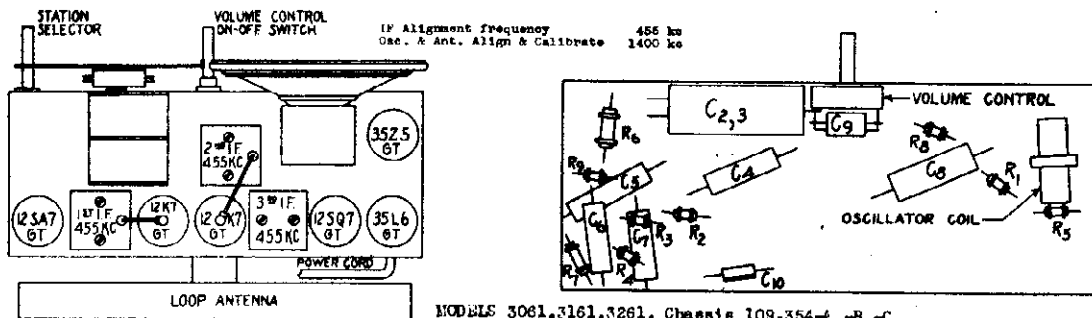 STATION
SELECTOR
VOLUME CONTROL
ON-OFF SWITCH
IF Alignment frequency 455 kc
Osc. & Ant. Align & Calibrate 1400 kc
35Z5
GT
2ND IF
455KC
12SA7
GT
1ST IF
455KC
12K7
GT
12K7
GT
3RD IF
455KC
12SQ7
GT
35L6
GT
POWER CORD
LOOP ANTENNA
C2,3
VOLUME CONTROL
C9
R6
R8
R9
C5
C4
C8
R1
OSCILLATOR COIL
R5
C6
C7
R3
R2
R7
R4
C10
MODELS 3061,3161,3261. Chassis 109-354-A -B -C